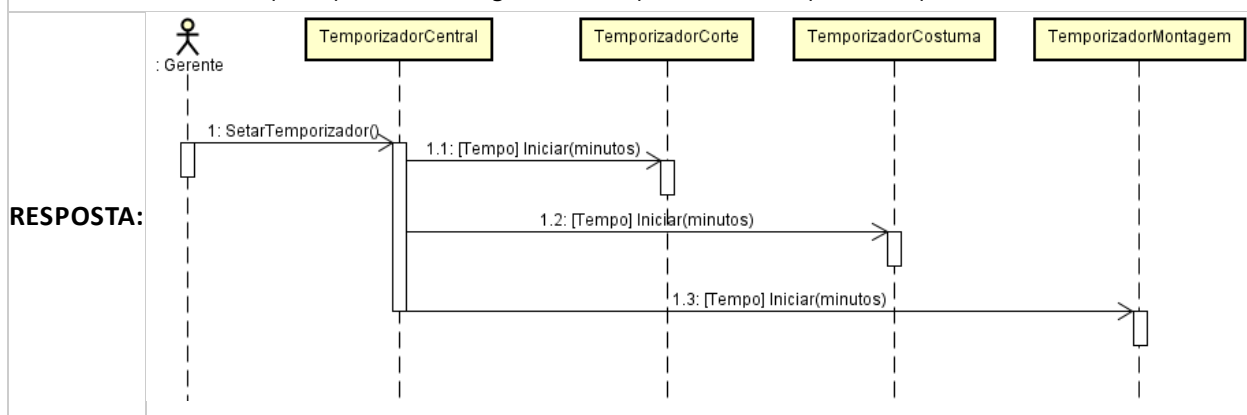 TemporizadorCentral
TemporizadorCorte
TemporizadorCostuma
TemporizadorMontagem
: Gerente
1: SetarTemporizador()
1.1: [Tempo] Iniciar(minutos)
RESPOSTA:
1.2: [Tempo] Iniciar(minutos)
1.3: [Tempo] Iniciar(minutos)